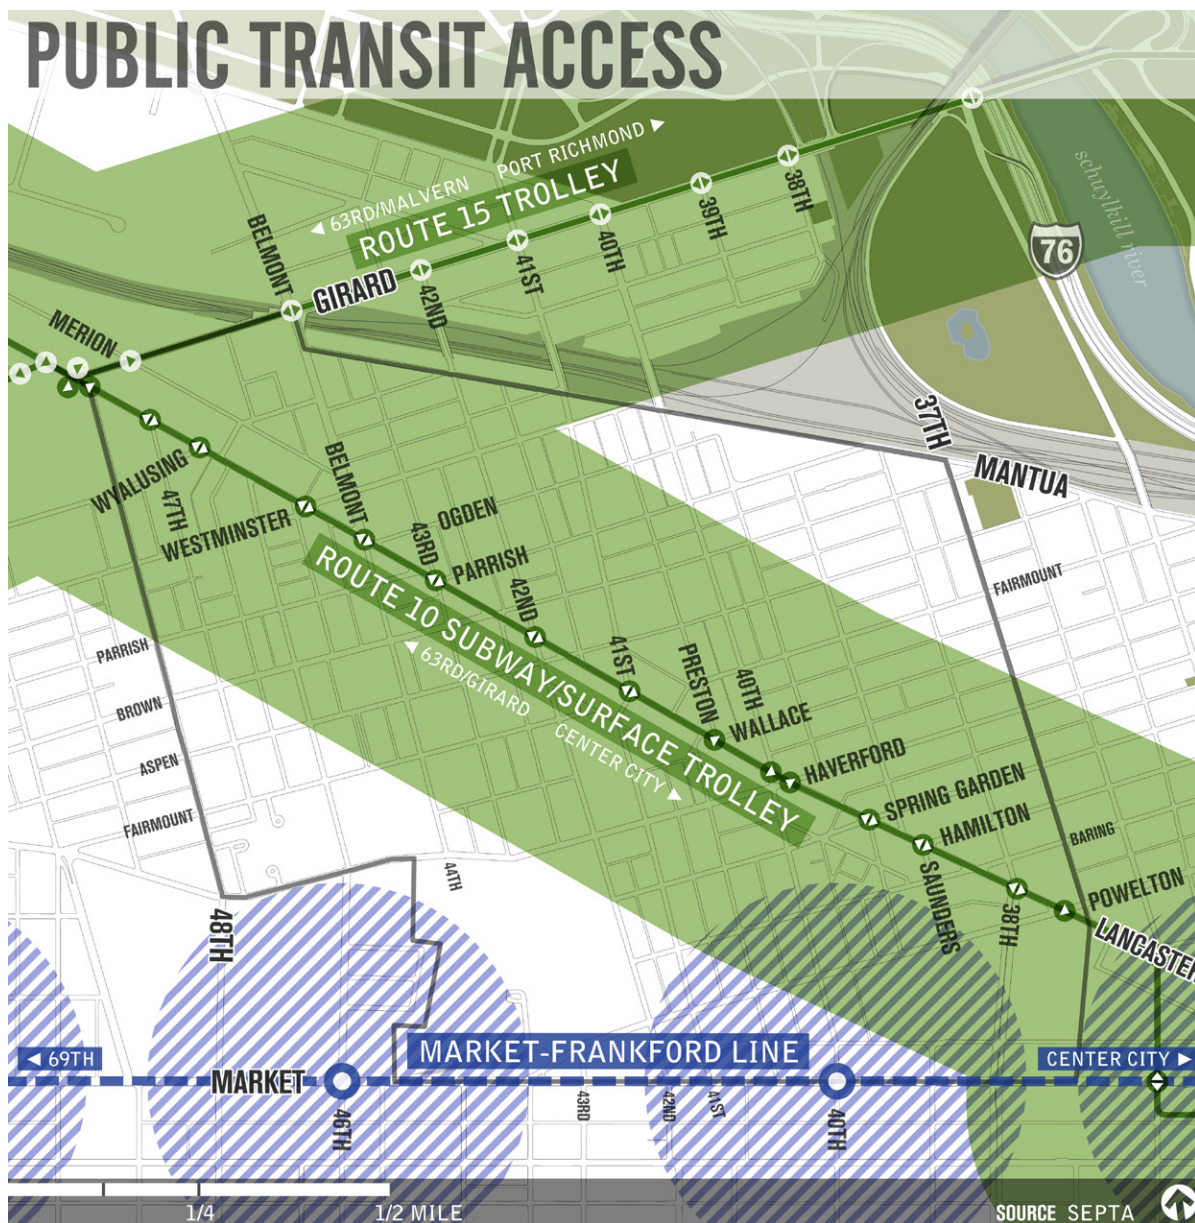 PUBLIC TRANSIT ACCESS
◄ 63RD/MALVERN PORT RICHMOND ►
ROUTE 15 TROLLEY
schuylkill river
76
38TH
39TH
40TH
41ST
42ND
BELMONT
GIRARD
MERION
37TH
MANTUA
WYALUSING
47TH
WESTMINSTER
BELMONT
OGDEN
43RD
PARRISH
42ND
ROUTE 10 SUBWAY/SURFACE TROLLEY
◄ 63RD/GIRARD CENTER CITY ►
41ST
PRESTON
40TH
WALLACE
HAVERFORD
SPRING GARDEN
HAMILTON
SAUNDERS
38TH
POWELTON
LANCASTER
FAIRMOUNT
BARING
PARRISH
BROWN
ASPEN
FAIRMOUNT
44TH
48TH
◄ 69TH
MARKET-FRANKFORD LINE
CENTER CITY ►
MARKET
46TH
43RD
42ND
41ST
40TH
1/4
1/2 MILE
SOURCE SEPTA